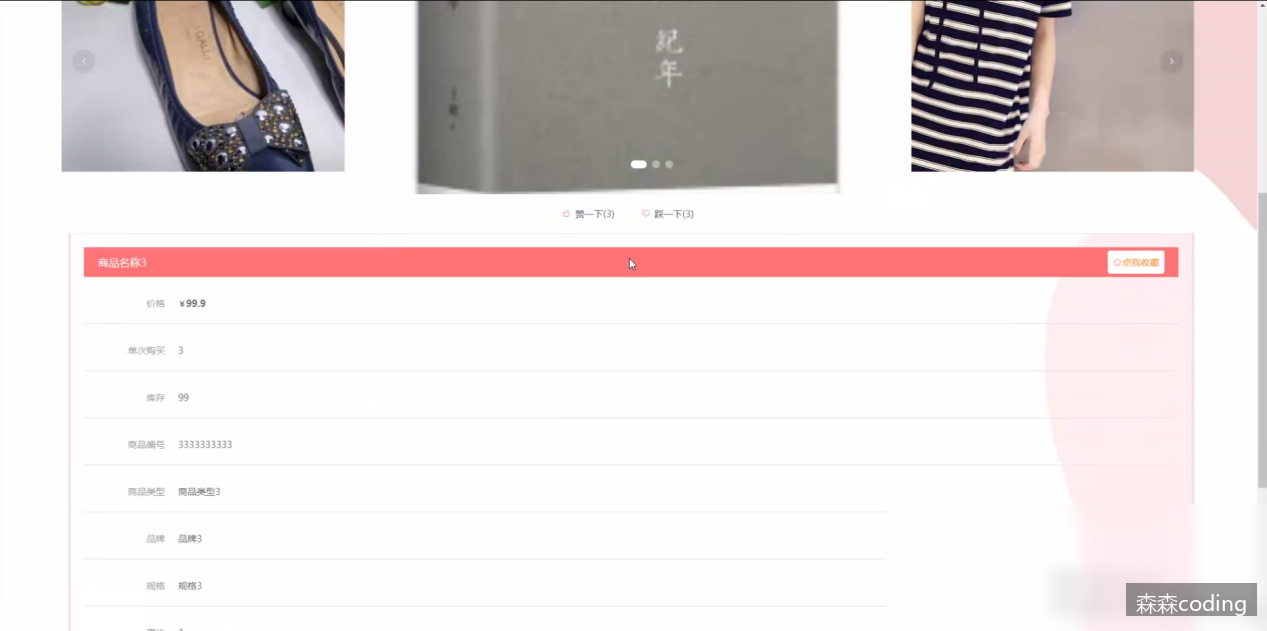 紀
年
赞一下(3) 踩一下(3)
商品名称3 点我收藏
价格 ¥99.9
单次购买 3
库存 99
商品编号 3333333333
商品类型 商品类型3
品牌 品牌3
规格 规格3
森森coding